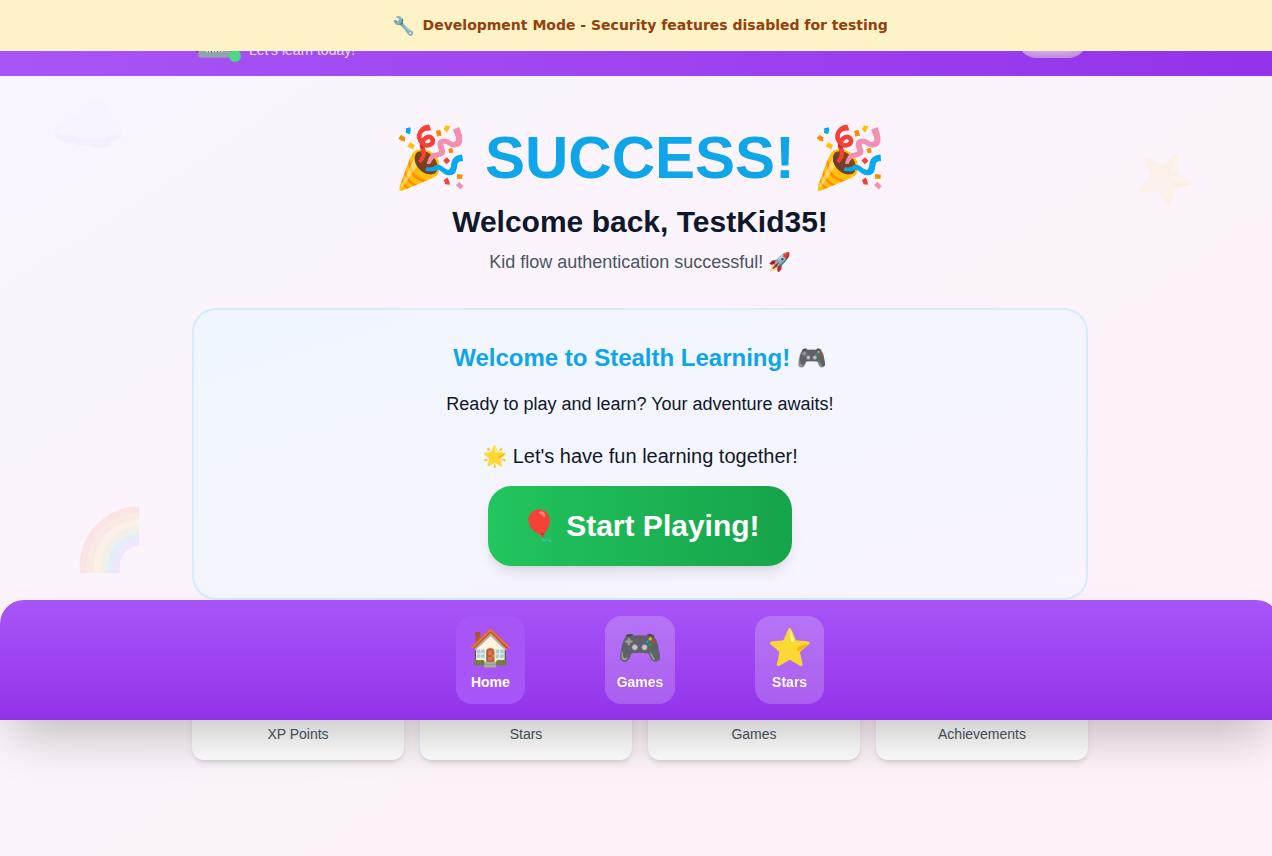 🔧 Development Mode - Security features disabled for testing
Let's learn today!
🎉 SUCCESS! 🎉
Welcome back, TestKid35!
Kid flow authentication successful! 🚀
Welcome to Stealth Learning! 🎮
Ready to play and learn? Your adventure awaits!
🌟 Let's have fun learning together!
🎈 Start Playing!
Home
Games
Stars
XP Points
Stars
Games
Achievements